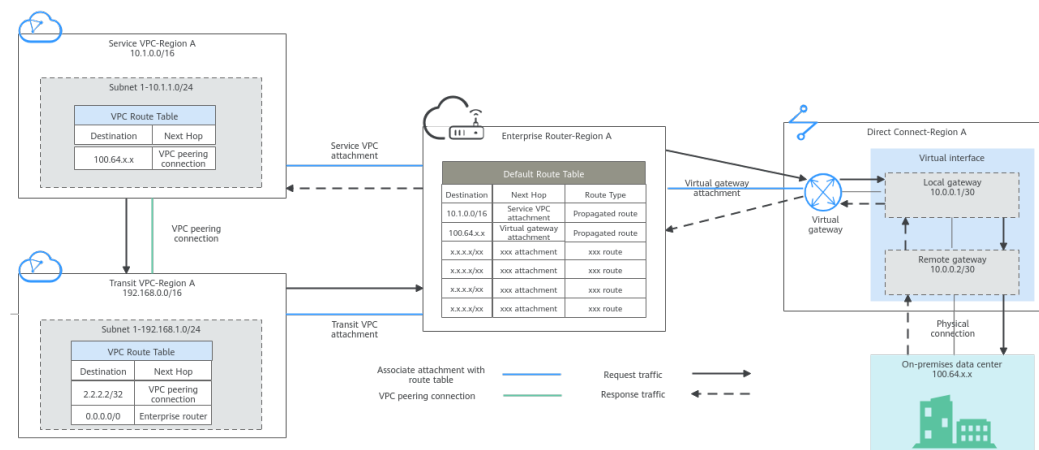 Service VPC-Region A
10.1.0.0/16
Subnet 1-10.1.1.0/24
VPC Route Table
Destination Next Hop
100.64.x.x VPC peering
connection
VPC peering
connection
Transit VPC-Region A
192.168.0.0/16
Subnet 1-192.168.1.0/24
VPC Route Table
Destination Next Hop
2.2.2.2/32 VPC peering
connection
0.0.0.0/0 Enterprise router
Service VPC
attachment
Transit VPC
attachment
Enterprise Router-Region A
Default Route Table
Destination Next Hop Route Type
10.1.0.0/16 Service VPC
attachment Propagated route
100.64.x.x Virtual gateway
attachment Propagated route
x.x.x.x/xx xxx attachment xxx route
x.x.x.x/xx xxx attachment xxx route
x.x.x.x/xx xxx attachment xxx route
x.x.x.x/xx xxx attachment xxx route
Virtual gateway
attachment
Direct Connect-Region A
Virtual interface
Local gateway
10.0.0.1/30
Virtual
gateway
Remote gateway
10.0.0.2/30
Physical
connection
On-premises data center
100.64.x.x
Associate attachment with
route table
VPC peering connection
Request traffic
Response traffic